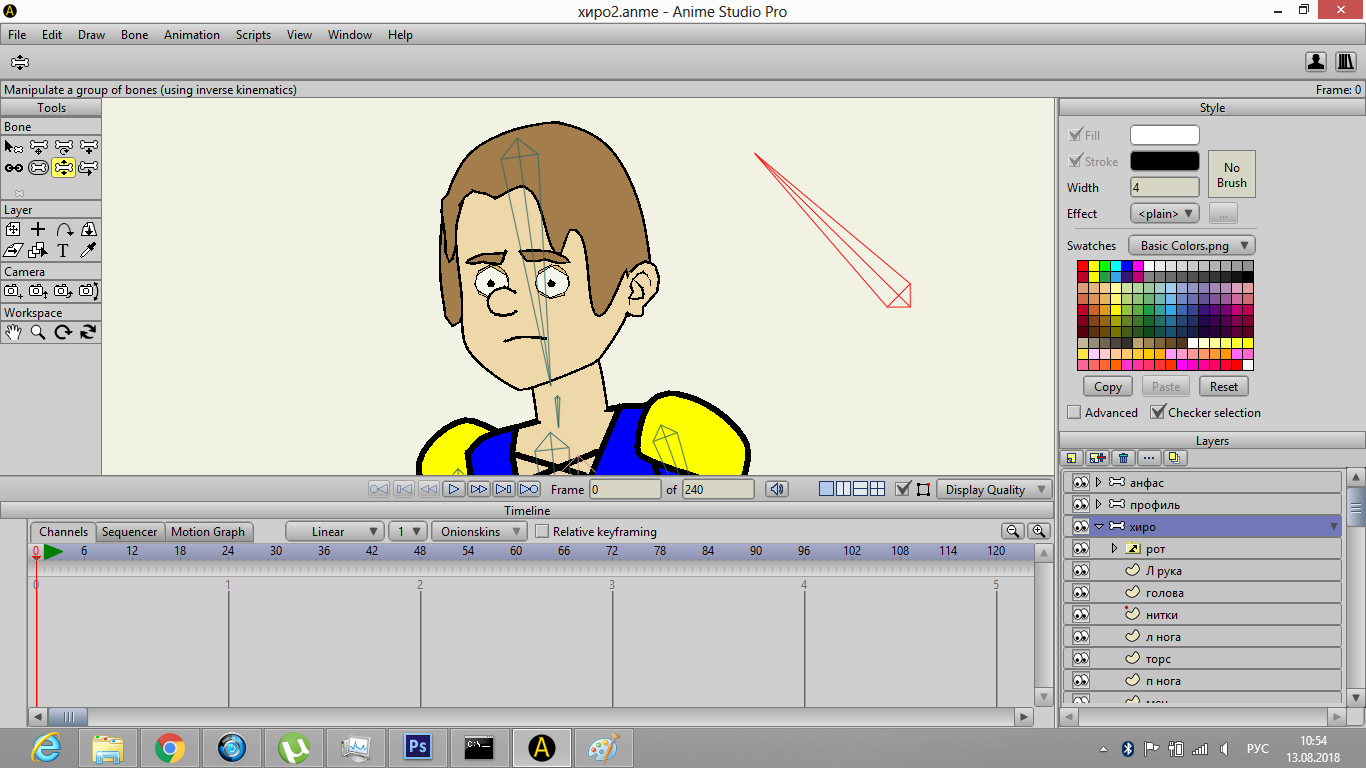 хиро2.anme - Anime Studio Pro
File Edit Draw Bone Animation Scripts View Window Help
Manipulate a group of bones (using inverse kinematics) Frame: 0
Tools
Bone
Layer
T
Camera
Workspace
Style
Fill
Stroke
No Brush
Width 4
Effect <plain> ...
Swatches Basic Colors.png
Copy Paste Reset
Advanced Checker selection
Layers
анфас
профиль
хиро
рот
Л рука
голова
нитки
л нога
торс
п нога
Frame 0 of 240 Display Quality
Timeline
Channels Sequencer Motion Graph Linear 1 Onionskins Relative keyframing
0 6 12 18 24 30 36 42 48 54 60 66 72 78 84 90 96 102 108 114 120
0 1 2 3 4 5
Ps C:\. A РУС 10:54
13.08.2018